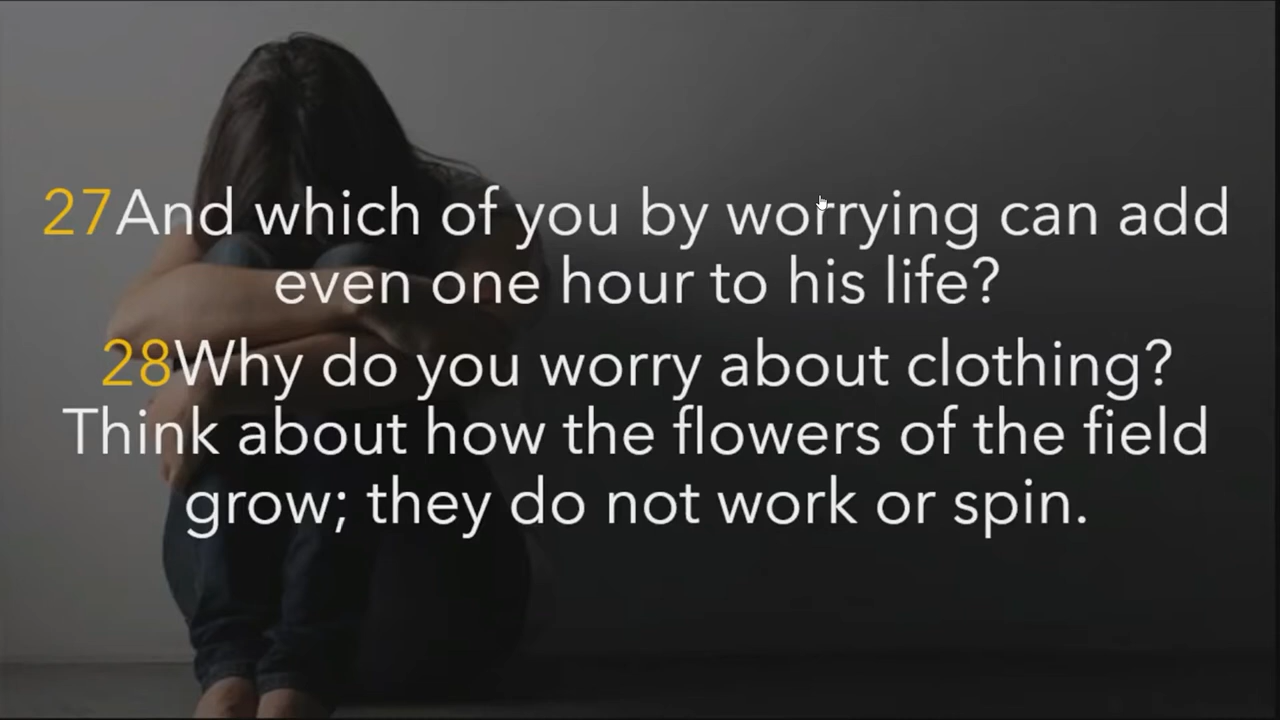 27And which of you by worrying can add
even one hour to his life?
28Why do you worry about clothing?
Think about how the flowers of the field
grow; they do not work or spin.